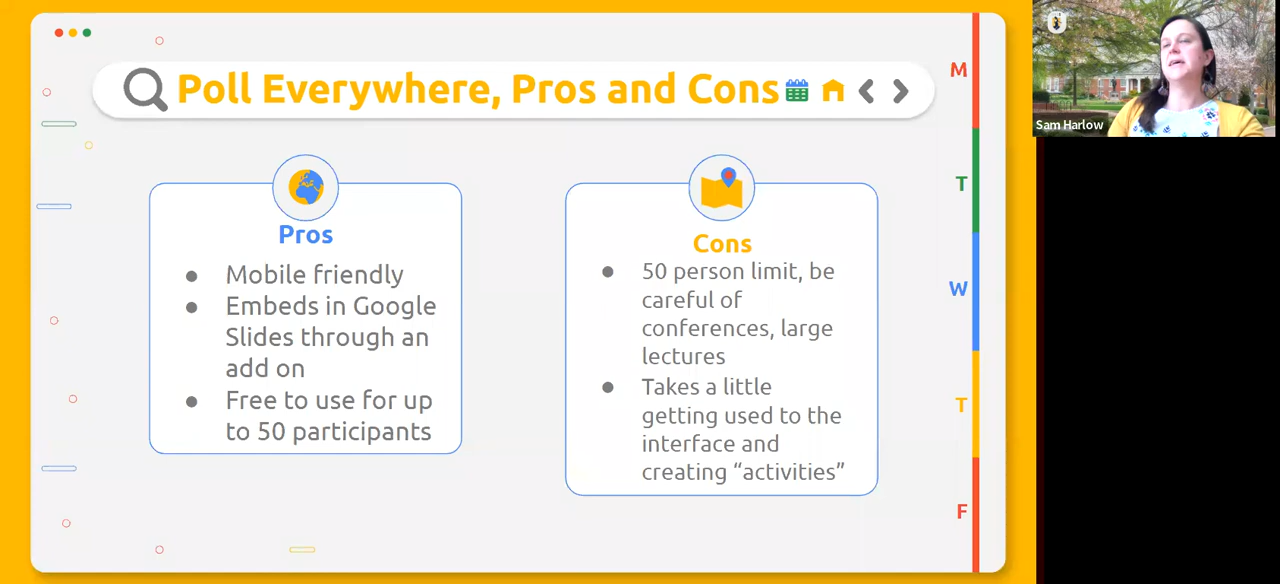 Poll Everywhere, Pros and Cons
M
T
W
T
F
Pros
● Mobile friendly
● Embeds in Google
Slides through an
add on
● Free to use for up
to 50 participants
Cons
● 50 person limit, be
careful of
conferences, large
lectures
● Takes a little
getting used to the
interface and
creating “activities”
Sam Harlow